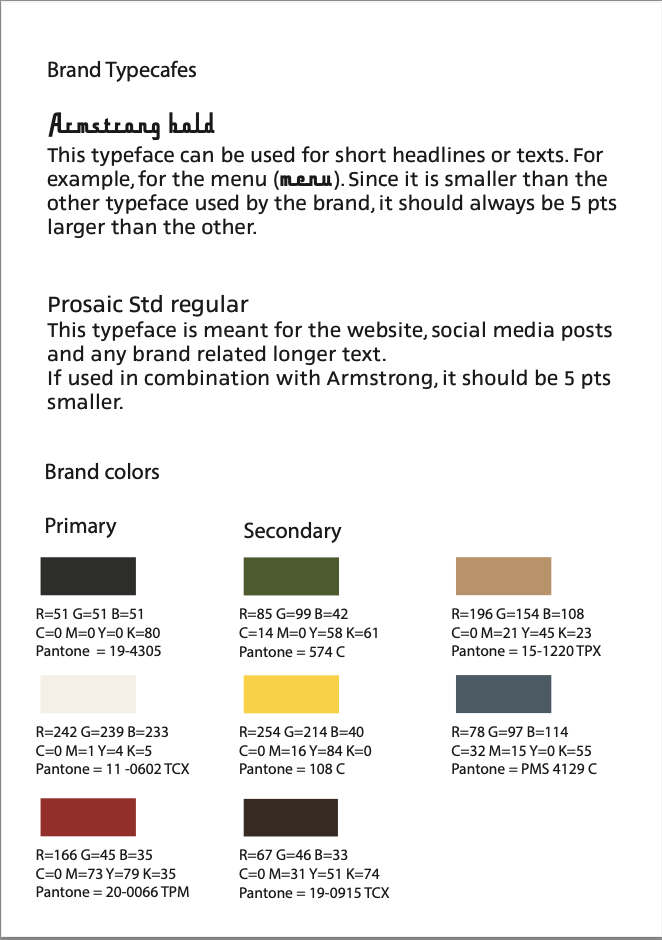 Brand Typecafes
Armstrong bold
This typeface can be used for short headlines or texts. For
example, for the menu (menu). Since it is smaller than the
other typeface used by the brand, it should always be 5 pts
larger than the other.
Prosaic Std regular
This typeface is meant for the website, social media posts
and any brand related longer text.
If used in combination with Armstrong, it should be 5 pts
smaller.
Brand colors
Primary
R=51 G=51 B=51
C=0 M=0 Y=0 K=80
Pantone = 19-4305
R=242 G=239 B=233
C=0 M=1 Y=4 K=5
Pantone = 11 -0602 TCX
R=166 G=45 B=35
C=0 M=73 Y=79 K=35
Pantone = 20-0066 TPM
Secondary
R=85 G=99 B=42
C=14 M=0 Y=58 K=61
Pantone = 574 C
R=254 G=214 B=40
C=0 M=16 Y=84 K=0
Pantone = 108 C
R=67 G=46 B=33
C=0 M=31 Y=51 K=74
Pantone = 19-0915 TCX
R=196 G=154 B=108
C=0 M=21 Y=45 K=23
Pantone = 15-1220 TPX
R=78 G=97 B=114
C=32 M=15 Y=0 K=55
Pantone = PMS 4129 C